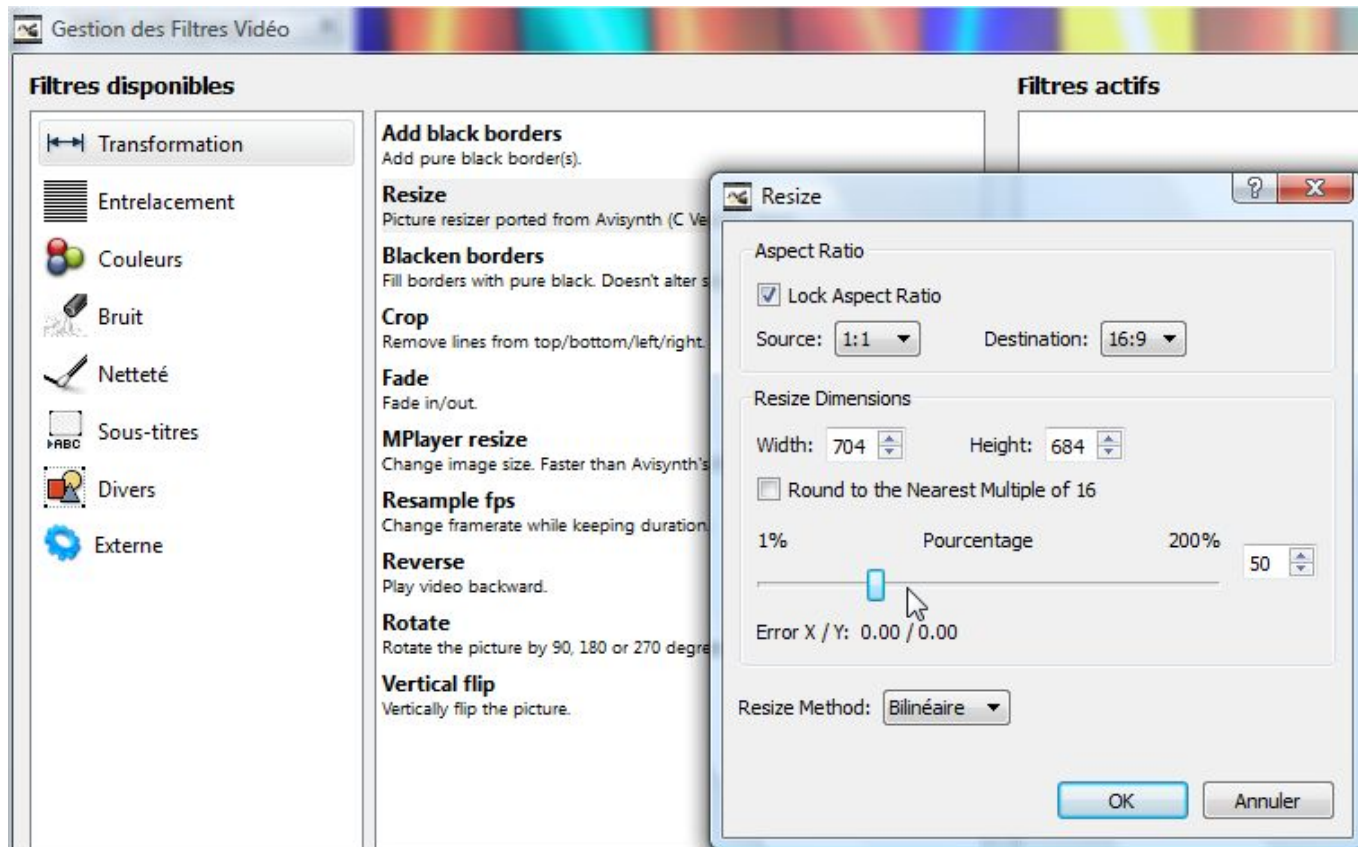 Gestion des Filtres Vidéo
Filtres disponibles
Filtres actifs
Transformation
Entrelacement
Couleurs
Bruit
Netteté
ABC
Sous-titres
Divers
Externe
Add black borders
Add pure black border(s).
Resize
Picture resizer ported from Avisynth (C Ve
Blacken borders
Fill borders with pure black. Doesn't alter s
Crop
Remove lines from top/bottom/left/right.
Fade
Fade in/out.
MPlayer resize
Change image size. Faster than Avisynth's
Resample fps
Change framerate while keeping duration.
Reverse
Play video backward.
Rotate
Rotate the picture by 90, 180 or 270 degre
Vertical flip
Vertically flip the picture.
Resize
Aspect Ratio
Lock Aspect Ratio
Source: 1:1 Destination: 16:9
Resize Dimensions
Width: 704 Height: 684
Round to the Nearest Multiple of 16
1% Pourcentage 200% 50
Error X / Y: 0.00 / 0.00
Resize Method: Bilinéaire
OK Annuler